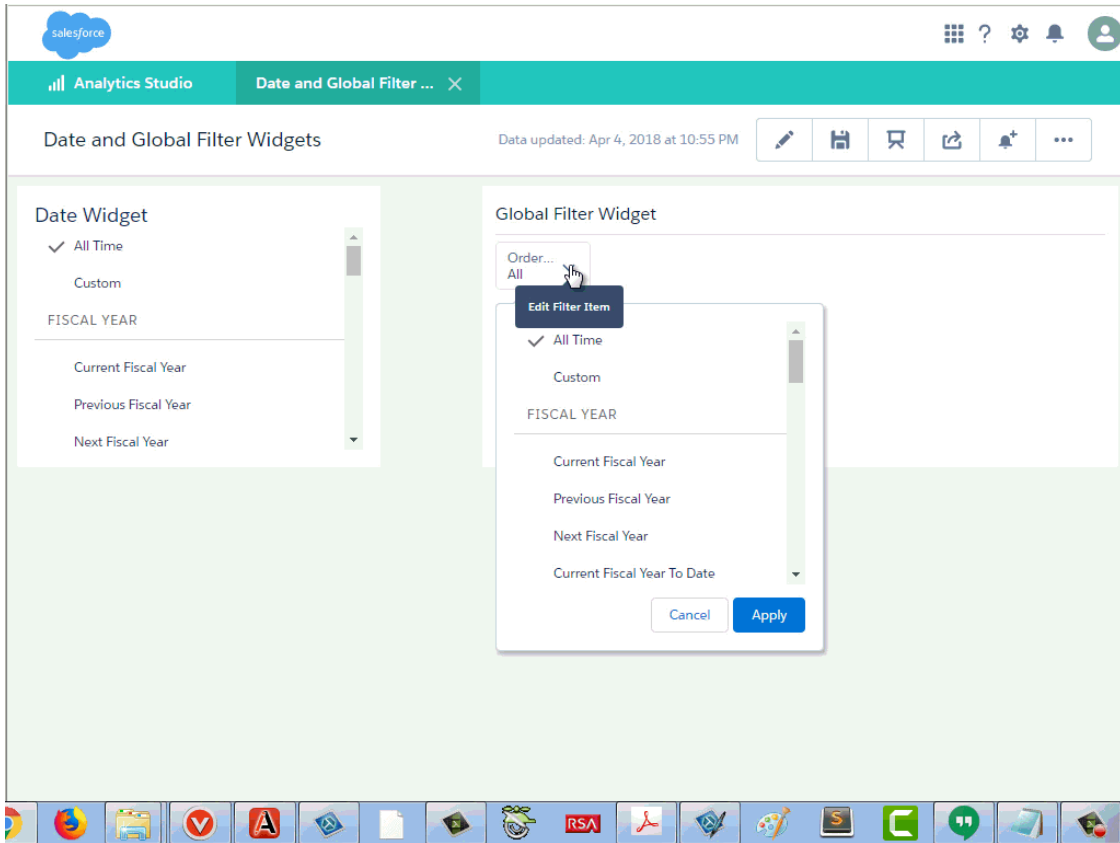 salesforce
?
Analytics Studio
Date and Global Filter ...
Date and Global Filter Widgets
Data updated: Apr 4, 2018 at 10:55 PM
Date Widget
All Time
Custom
FISCAL YEAR
Current Fiscal Year
Previous Fiscal Year
Next Fiscal Year
Global Filter Widget
Order...
All
Edit Filter Item
All Time
Custom
FISCAL YEAR
Current Fiscal Year
Previous Fiscal Year
Next Fiscal Year
Current Fiscal Year To Date
Cancel
Apply
A
RSA
S
C